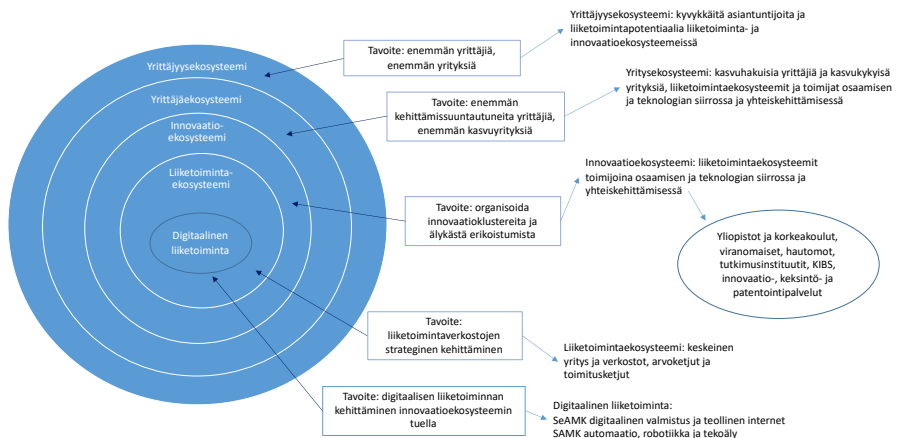 Yrittäjyysekosysteemi
Yrittäjäekosysteemi
Innovaatio-
ekosysteemi
Liiketoiminta-
ekosysteemi
Digitaalinen
liiketoiminta
Tavoite: enemmän yrittäjiä,
enemmän yrityksiä
Yrittäjyysekosysteemi: kyvykkäitä asiantuntijoita ja
liiketoimintapotentiaalia liiketoiminta- ja
innovaatioekosysteemeissä
Tavoite: enemmän
kehittämissuuntautuneita yrittäjiä,
enemmän kasvuyrityksiä
Yritysekosysteemi: kasvuhakuisia yrittäjiä ja kasvukykyisiä
yrityksiä, liiketoimintaekosysteemit ja toimijat osaamisen
ja teknologian siirrossa ja yhteiskehittämisessä
Tavoite: organisoida
innovaatioklustereita ja
älykästä erikoistumista
Innovaatioekosysteemi: liiketoimintaekosysteemit
toimijoina osaamisen ja teknologian siirrossa ja
yhteiskehittämisessä
Yliopistot ja korkeakoulut,
viranomaiset, hautomot,
tutkimusinstituutit, KIBS,
innovaatio-, keksintö- ja
patentointipalvelut
Tavoite:
liiketoimintaverkostojen
strateginen kehittäminen
Liiketoimintaekosysteemi: keskeinen
yritys ja verkostot, arvoketjut ja
toimitusketjut
Tavoite: digitaalisen liiketoiminnan
kehittäminen innovaatioekosysteemin
tuella
Digitaalinen liiketoiminta:
SeAMK digitaalinen valmistus ja teollinen internet
SAMK automaatio, robotiikka ja tekoäly